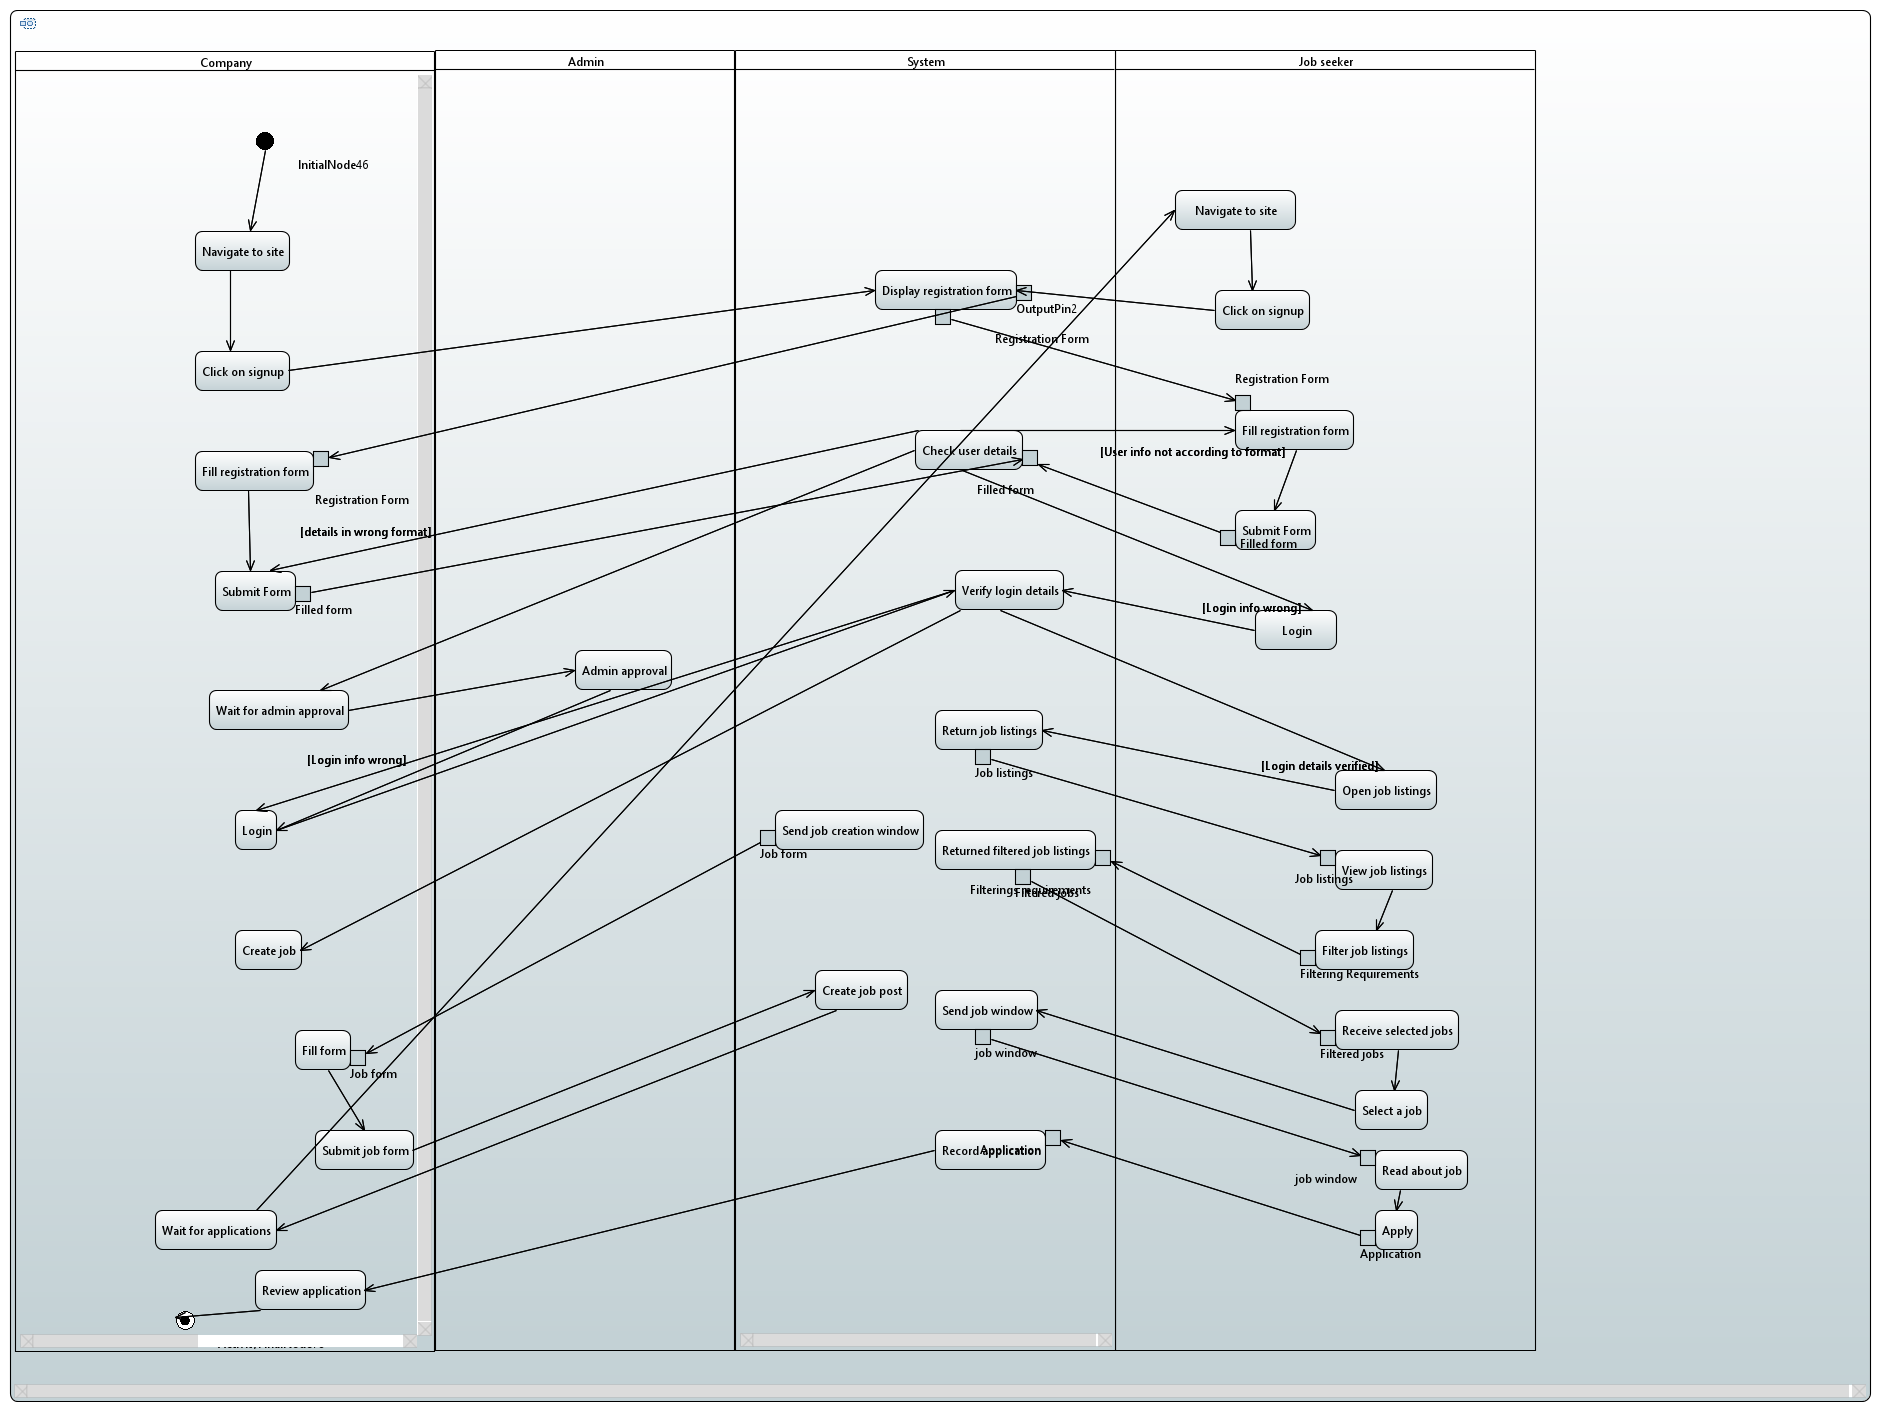 Company
Admin
System
Job seeker
InitialNode46
Navigate to site
Navigate to site
Display registration form
OutputPin2
Click on signup
Registration Form
Click on signup
Registration Form
Fill registration form
Check user details
[User info not according to format]
Fill registration form
Registration Form
Filled form
[details in wrong format]
Submit Form
Filled form
Submit Form
Filled form
Verify login details
[Login info wrong]
Login
Admin approval
Wait for admin approval
Return job listings
[Login info wrong]
Job listings
[Login details verified]
Open job listings
Login
Send job creation window
Job form
Returned filtered job listings
View job listings
Job listings
Filterings requirements
Filtered jobs
Create job
Filter job listings
Filtering Requirements
Create job post
Send job window
Receive selected jobs
Fill form
job window
Filtered jobs
Job form
Select a job
Submit job form
Record Application
Application
Read about job
job window
Wait for applications
Apply
Application
Review application